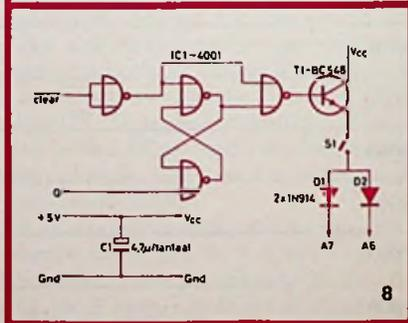 IC1-4001
Vcc
T1-BC548
clear
S1
D1 D2
2x1N914
Q
+5V Vcc
C1 4,7µ/tantaal
A7 A6
Gnd Gnd
8